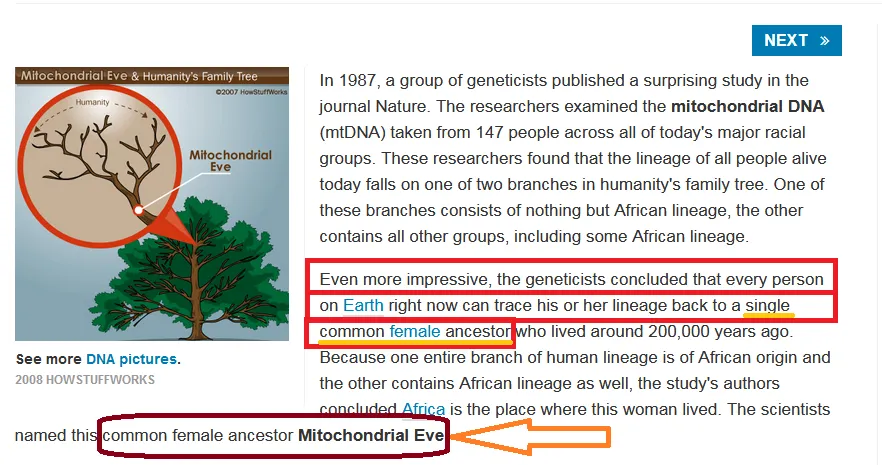 NEXT »
Mitochondrial Eve & Humanity's Family Tree
©2007 HowStuffWorks
Humanity
Mitochondrial
Eve
See more DNA pictures.
2008 HOWSTUFFWORKS
In 1987, a group of geneticists published a surprising study in the
journal Nature. The researchers examined the mitochondrial DNA
(mtDNA) taken from 147 people across all of today's major racial
groups. These researchers found that the lineage of all people alive
today falls on one of two branches in humanity's family tree. One of
these branches consists of nothing but African lineage, the other
contains all other groups, including some African lineage.
Even more impressive, the geneticists concluded that every person
on Earth right now can trace his or her lineage back to a single
common female ancestor who lived around 200,000 years ago.
Because one entire branch of human lineage is of African origin and
the other contains African lineage as well, the study's authors
concluded Africa is the place where this woman lived. The scientists
named this common female ancestor Mitochondrial Eve